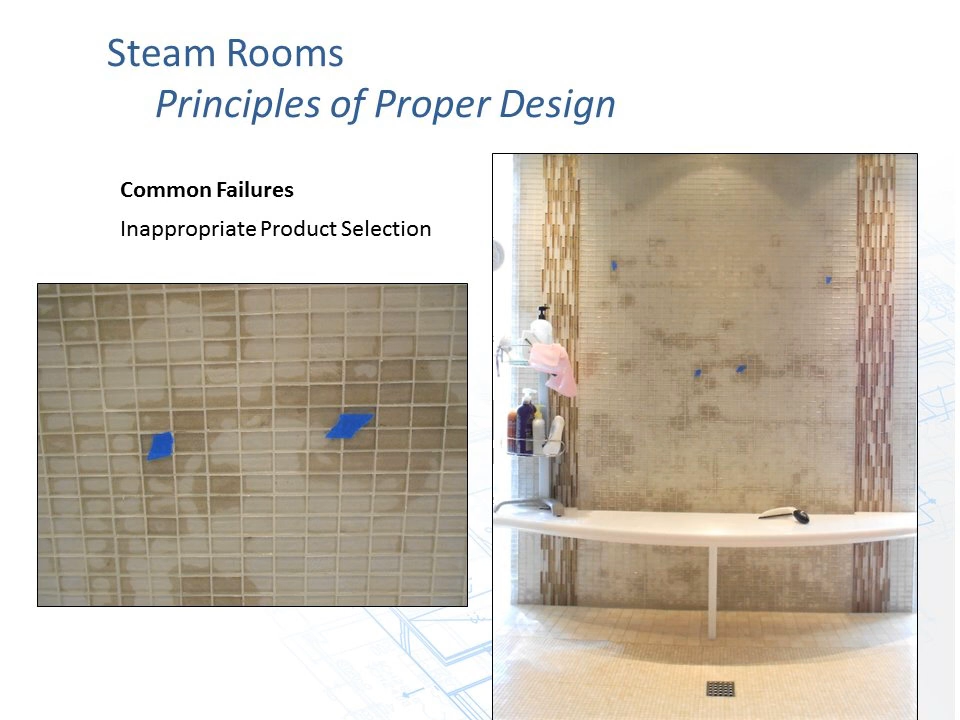 Steam Rooms
Principles of Proper Design
Common Failures
Inappropriate Product Selection